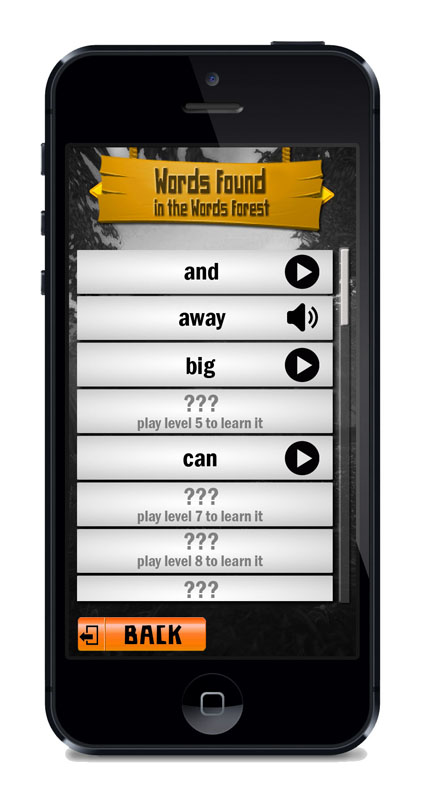 Words Found
in the Words Forest
and
away
big
???
play level 5 to learn it
can
???
play level 7 to learn it
???
play level 8 to learn it
???
BACK